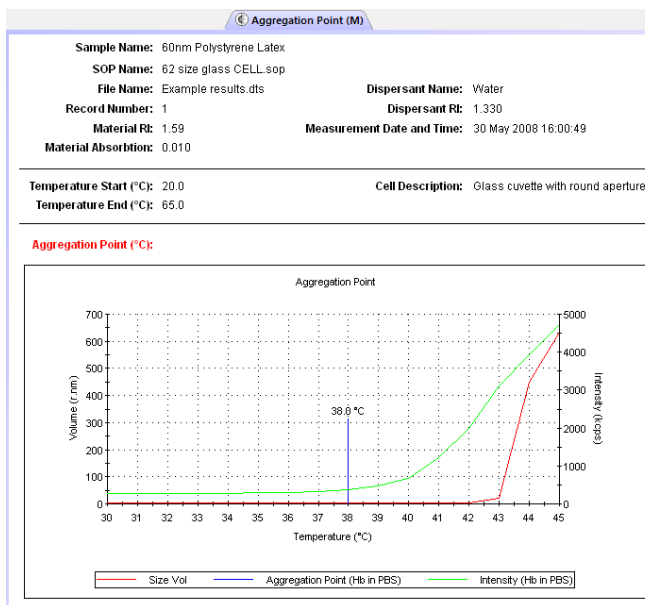 Aggregation Point (M)
Sample Name: 60nm Polystyrene Latex
SOP Name: 62 size glass CELL.sop
File Name: Example results.dts Dispersant Name: Water
Record Number: 1 Dispersant RI: 1.330
Material RI: 1.59 Measurement Date and Time: 30 May 2008 16:00:49
Material Absorbtion: 0.010
Temperature Start (°C): 20.0 Cell Description: Glass cuvette with round aperture
Temperature End (°C): 65.0
Aggregation Point (°C):
Aggregation Point
700 5000
600
4000
500
400 3000
300
2000
200
1000
100
0 0
Volume (r.nm)
Intensity (kcps)
38.0 °C
30 31 32 33 34 35 36 37 38 39 40 41 42 43 44 45
Temperature (°C)
Size Vol Aggregation Point (Hb in PBS) Intensity (Hb in PBS)